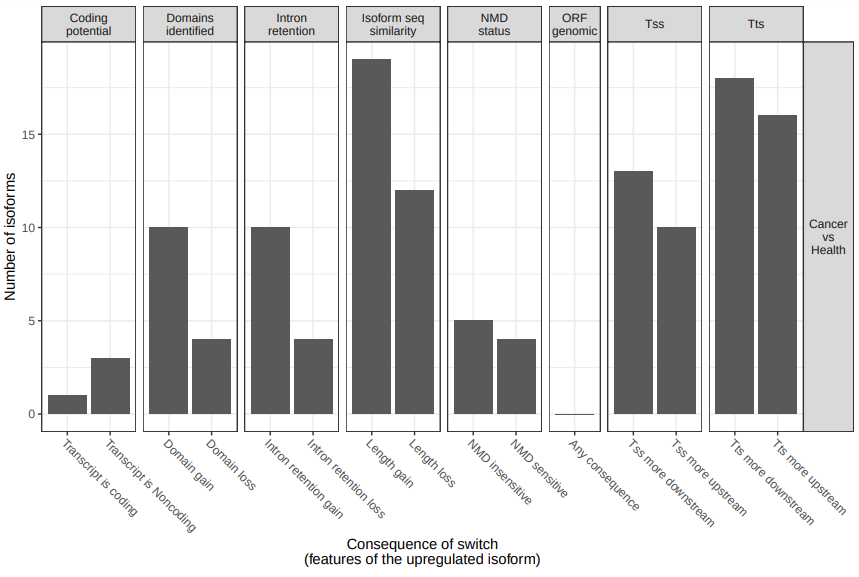 Coding
potential
Domains
identified
Intron
retention
Isoform seq
similarity
NMD
status
ORF
genomic
Tss
Tts
Cancer
vs
Health
Number of isoforms
15
10
5
0
Transcript is coding
Transcript is Noncoding
Domain gain
Domain loss
Intron retention gain
Intron retention loss
Length gain
Length loss
NMD insensitive
NMD sensitive
Any consequence
Tss more downstream
Tss more upstream
Tts more downstream
Tts more upstream
Consequence of switch
(features of the upregulated isoform)